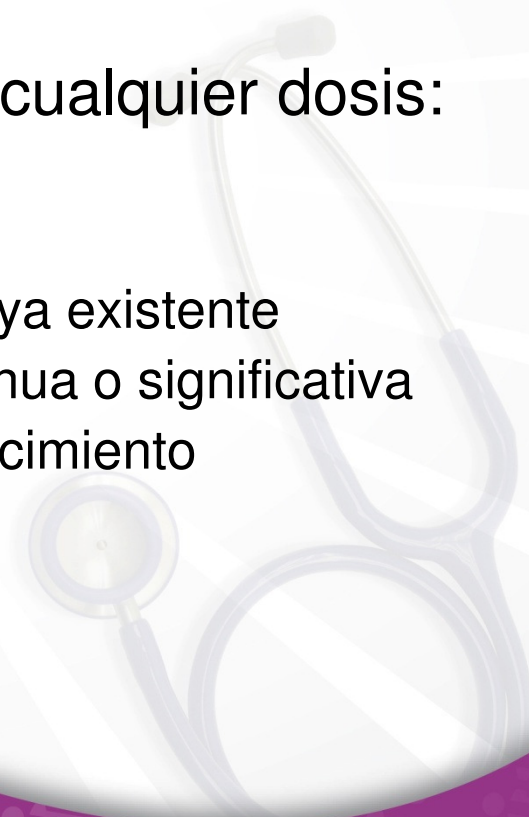 cualquier dosis:
ya existente
nua o significativa
cimiento